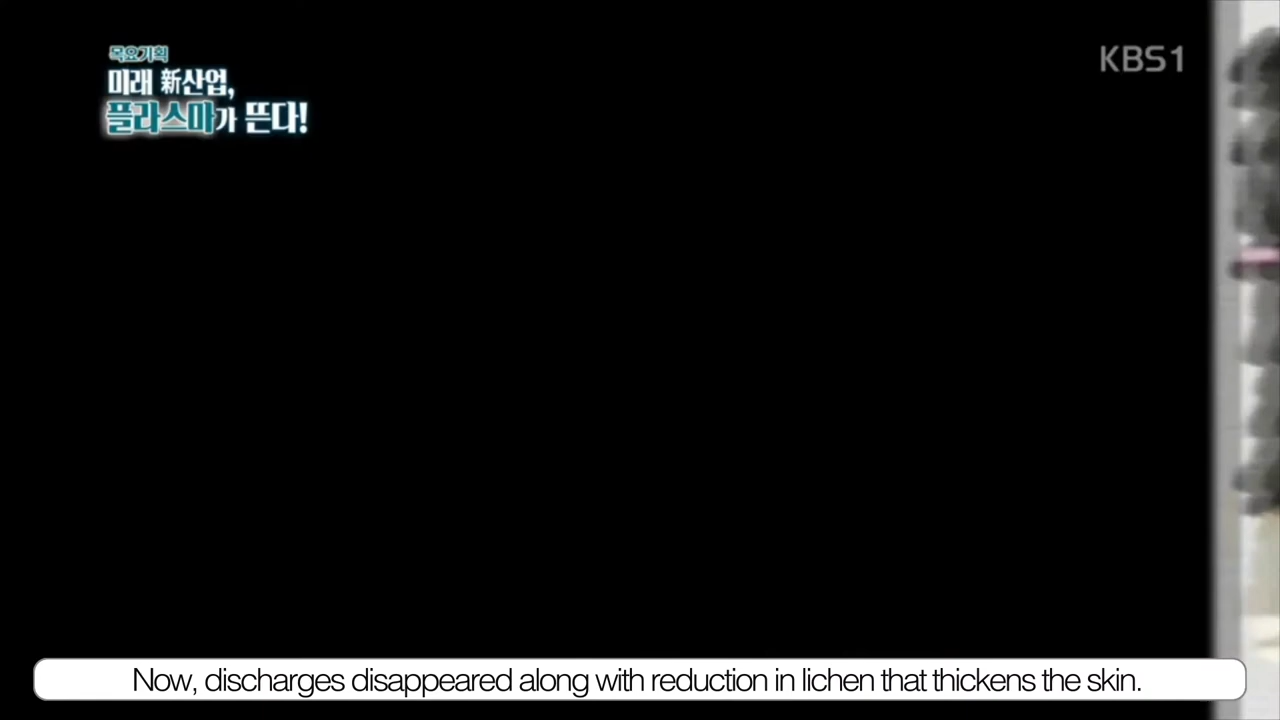 목요기획
미래 新산업,
플라스마가 뜬다!
KBS1
Now, discharges disappeared along with reduction in lichen that thickens the skin.